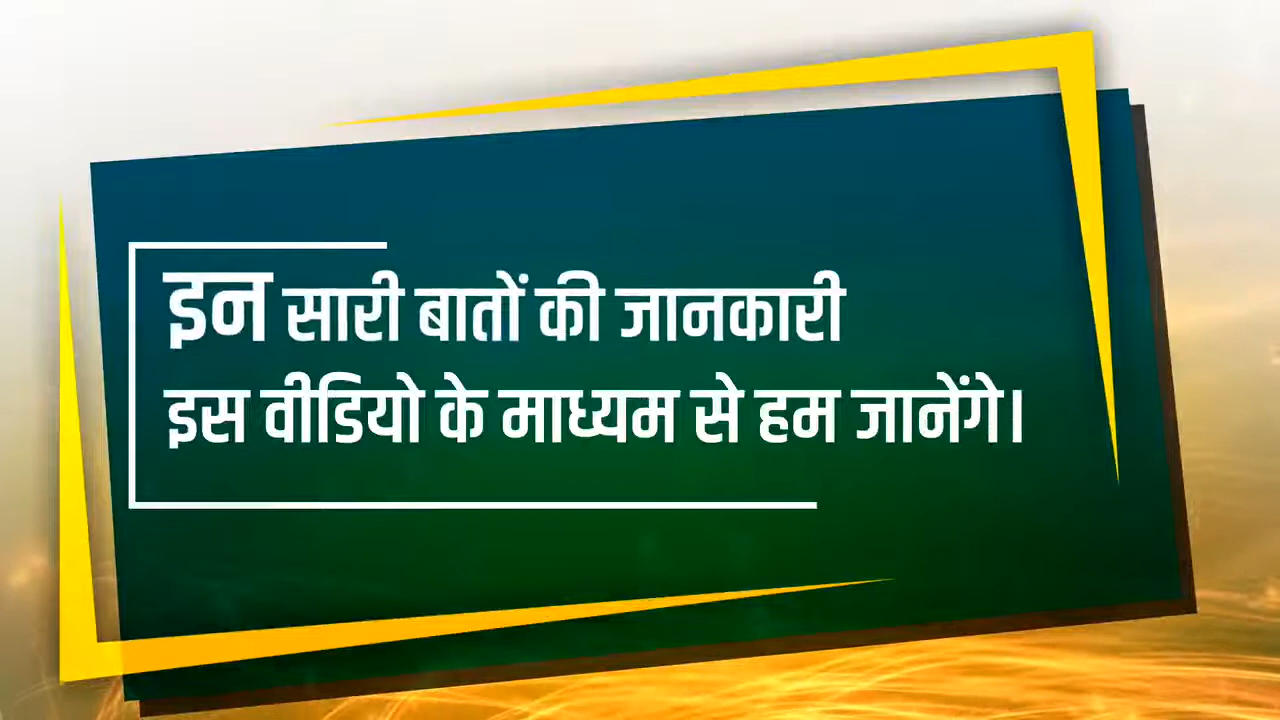 इन सारी बातों की जानकारी
इस वीडियो के माध्यम से हम जानेंगे।